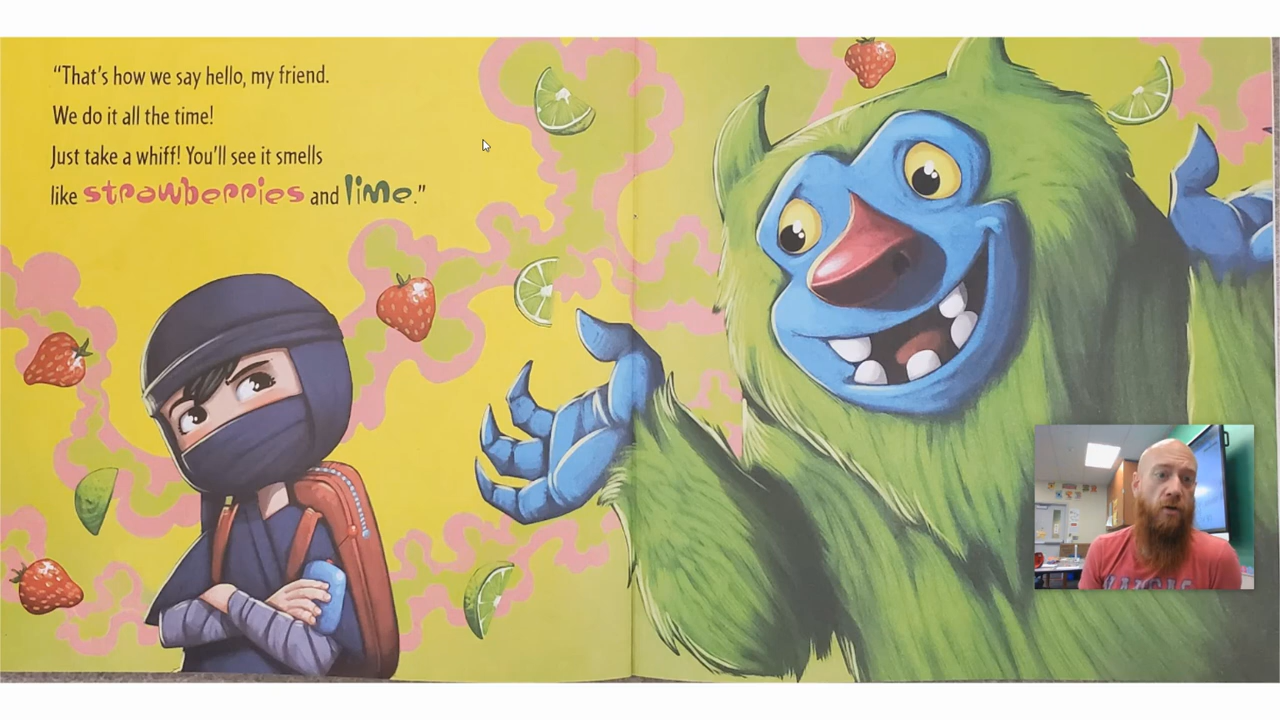 “That’s how we say hello, my friend.
We do it all the time!
Just take a whiff! You’ll see it smells
like strawberries and lime.”
KANSAS